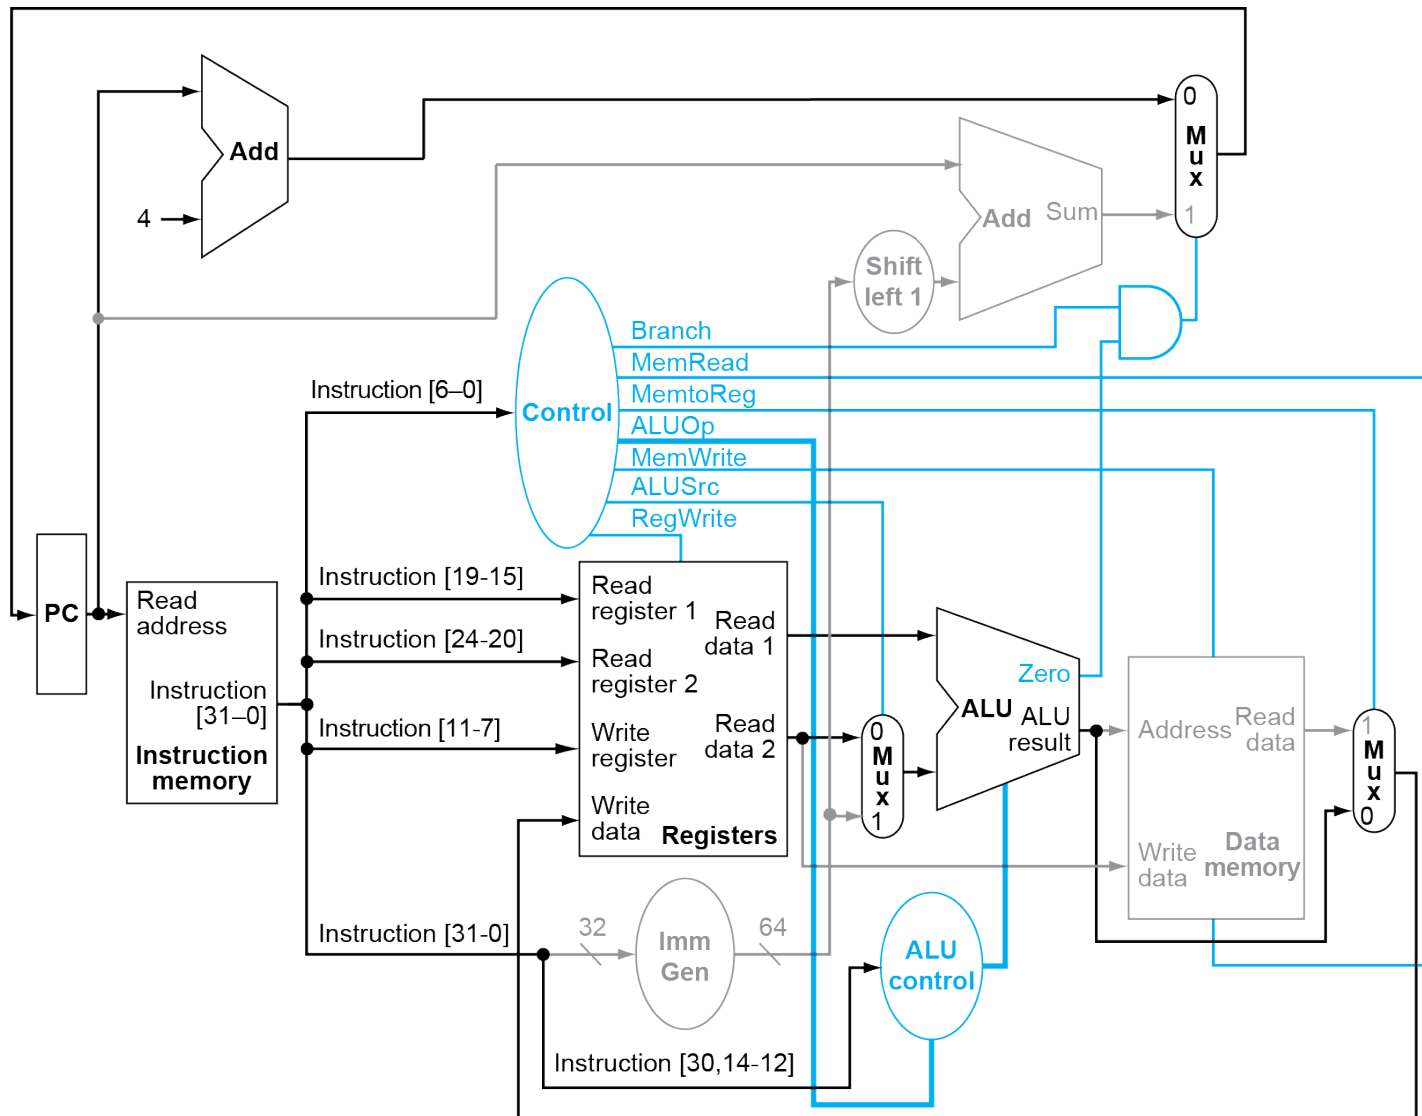 Add
4
0
Mux
1
Add Sum
Shift
left 1
Branch
MemRead
MemtoReg
ALUOp
MemWrite
ALUSrc
RegWrite
Control
Instruction [6–0]
Instruction [19-15]
Instruction [24-20]
Instruction [11-7]
Instruction [31-0]
PC
Read
address
Instruction
[31–0]
Instruction
memory
Read
register 1
Read
register 2
Write
register
Write
data
Read
data 1
Read
data 2
Registers
0
Mux
1
Zero
ALU
ALU
result
Address
Read
data
Write
data
Data
memory
1
Mux
0
32
Imm
Gen
64
ALU
control
Instruction [30,14-12]